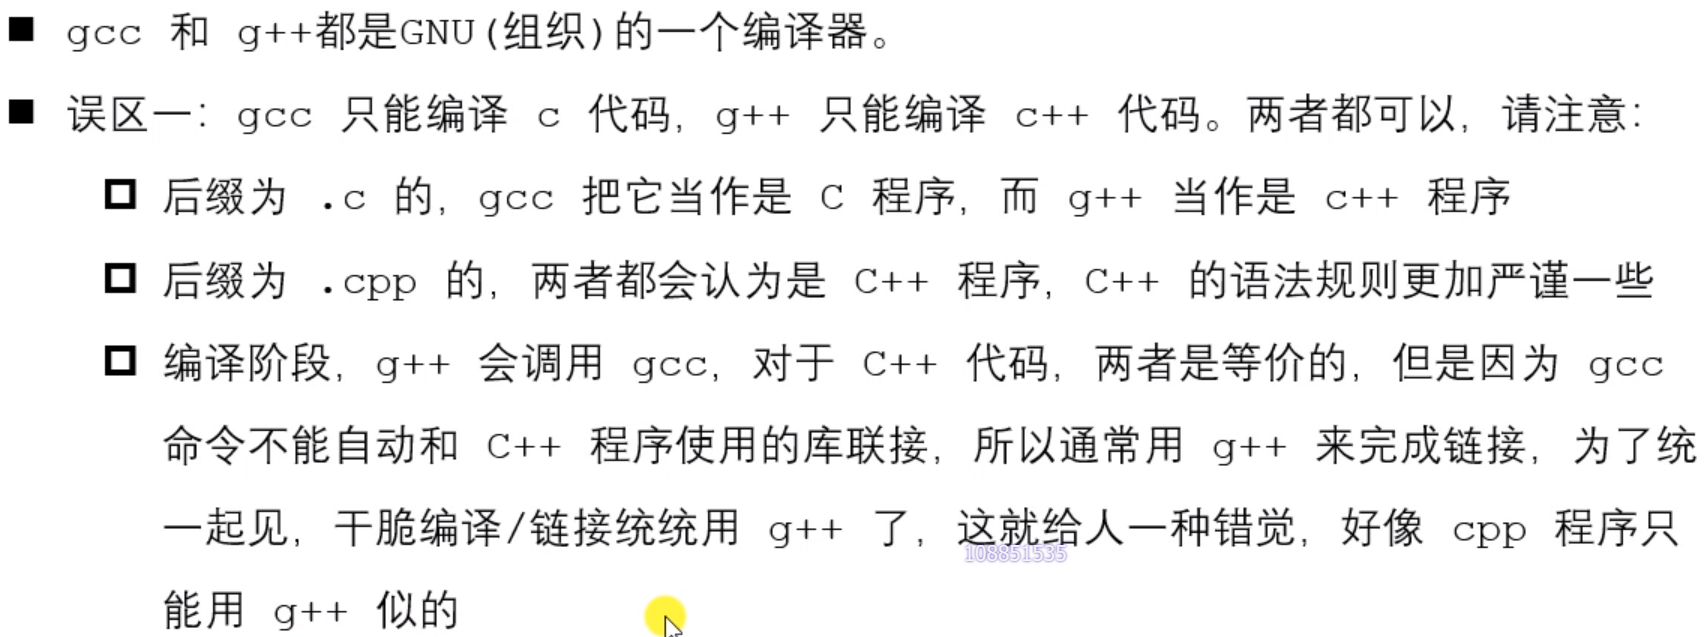 ■ gcc 和 g++都是GNU(组织)的一个编译器。
■ 误区一：gcc 只能编译 c 代码，g++ 只能编译 c++ 代码。两者都可以，请注意：
后缀为 .c 的，gcc 把它当作是 C 程序，而 g++ 当作是 c++ 程序
后缀为 .cpp 的，两者都会认为是 C++ 程序，C++ 的语法规则更加严谨一些
编译阶段，g++ 会调用 gcc，对于 C++ 代码，两者是等价的，但是因为 gcc
命令不能自动和 C++ 程序使用的库联接，所以通常用 g++ 来完成链接，为了统
一起见，干脆编译/链接统统用 g++ 了，这就给人一种错觉，好像 cpp 程序只
108851535
能用 g++ 似的